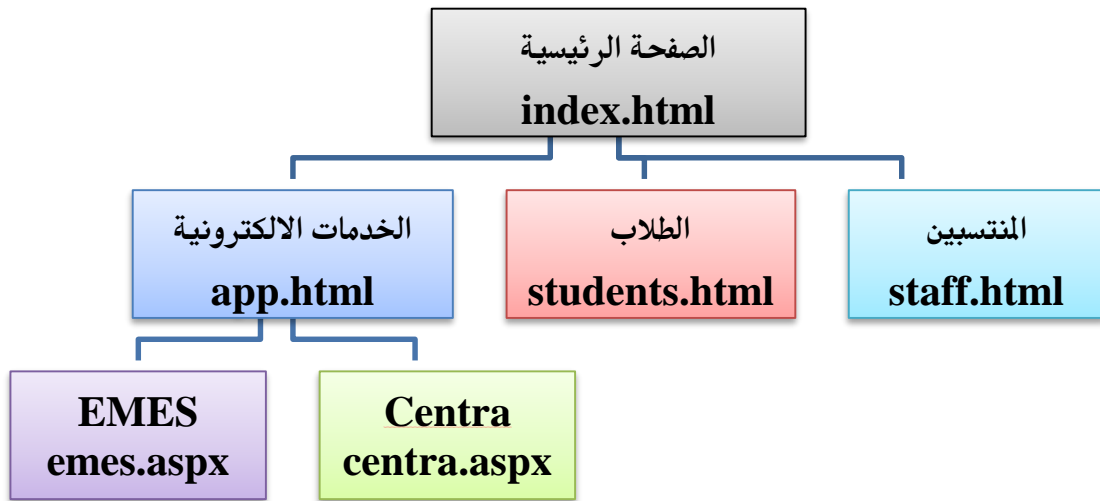 الصفحة الرئيسية
index.html
الخدمات الالكترونية
app.html
الطلاب
students.html
المنتسبين
staff.html
EMES
emes.aspx
Centra
centra.aspx